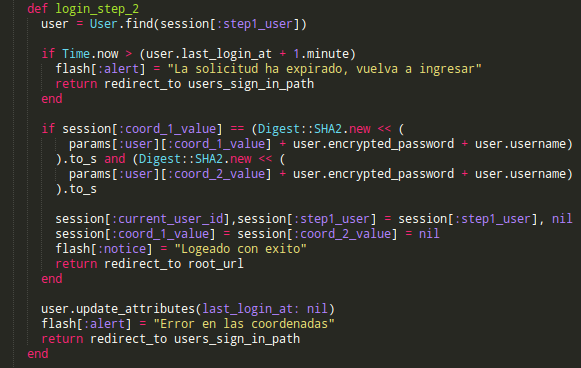 def login_step_2
user = User.find(session[:step1_user])
if Time.now > (user.last_login_at + 1.minute)
flash[:alert] = "La solicitud ha expirado, vuelva a ingresar"
return redirect_to users_sign_in_path
end
if session[:coord_1_value] == (Digest::SHA2.new << (
params[:user][:coord_1_value] + user.encrypted_password + user.username)
).to_s and (Digest::SHA2.new << (
params[:user][:coord_2_value] + user.encrypted_password + user.username)
).to_s
session[:current_user_id],session[:step1_user] = session[:step1_user], nil
session[:coord_1_value] = session[:coord_2_value] = nil
flash[:notice] = "Logeado con exito"
return redirect_to root_url
end
user.update_attributes(last_login_at: nil)
flash[:alert] = "Error en las coordenadas"
return redirect_to users_sign_in_path
end